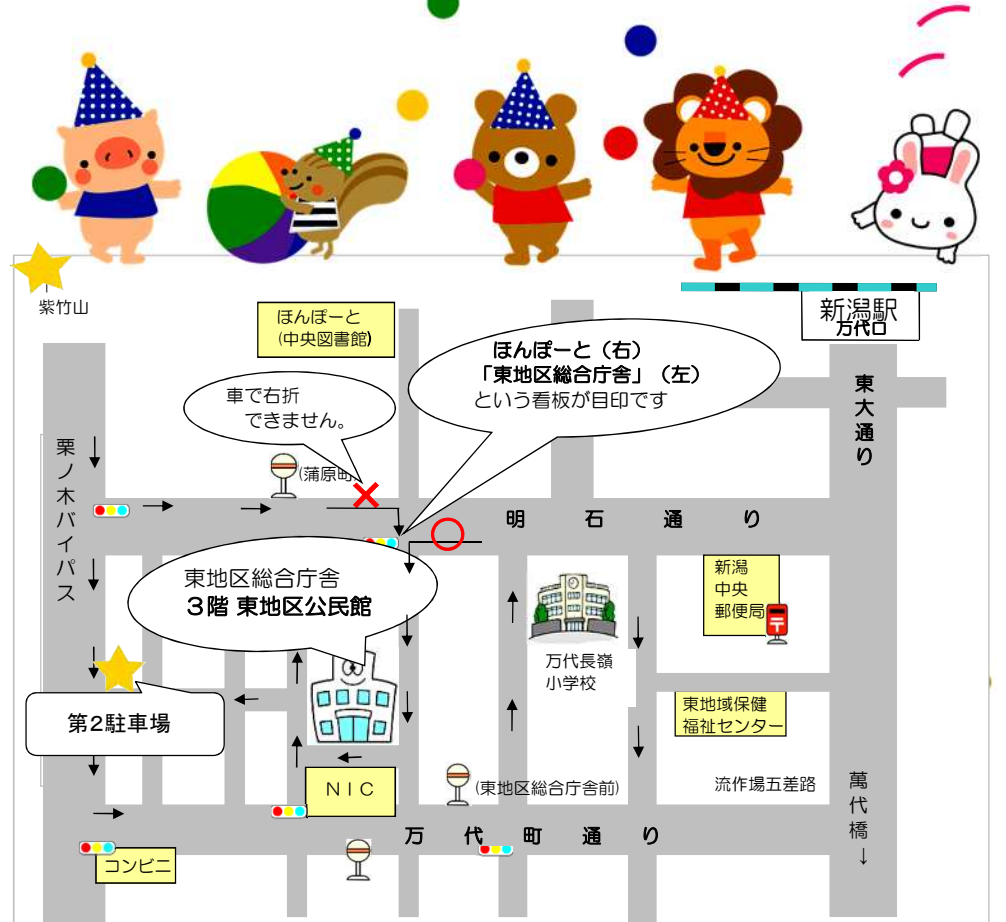 紫竹山
新潟駅
万代口
ほんぽーと
(中央図書館)
ほんぽーと（右）
「東地区総合庁舎」（左）
という看板が目印です
車で右折
できません。
東大通り
栗ノ木バイパス
(蒲原町
明石通り
東地区総合庁舎
３階 東地区公民館
新潟
中央
郵便局
万代長嶺
小学校
第2駐車場
東地域保健
福祉センター
ＮＩＣ
(東地区総合庁舎前)
流作場五差路
萬代橋↓
万代町通り
コンビニ